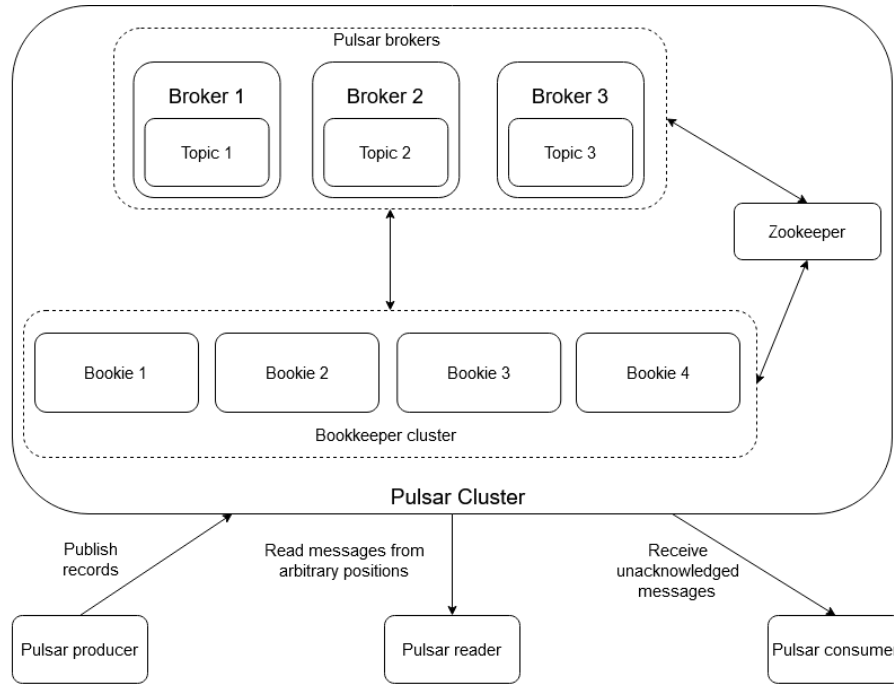 Pulsar brokers
Broker 1
Broker 2
Broker 3
Topic 1
Topic 2
Topic 3
Zookeeper
Bookie 1
Bookie 2
Bookie 3
Bookie 4
Bookkeeper cluster
Pulsar Cluster
Publish
records
Read messages from
arbitrary positions
Receive
unacknowledged
messages
Pulsar producer
Pulsar reader
Pulsar consumer